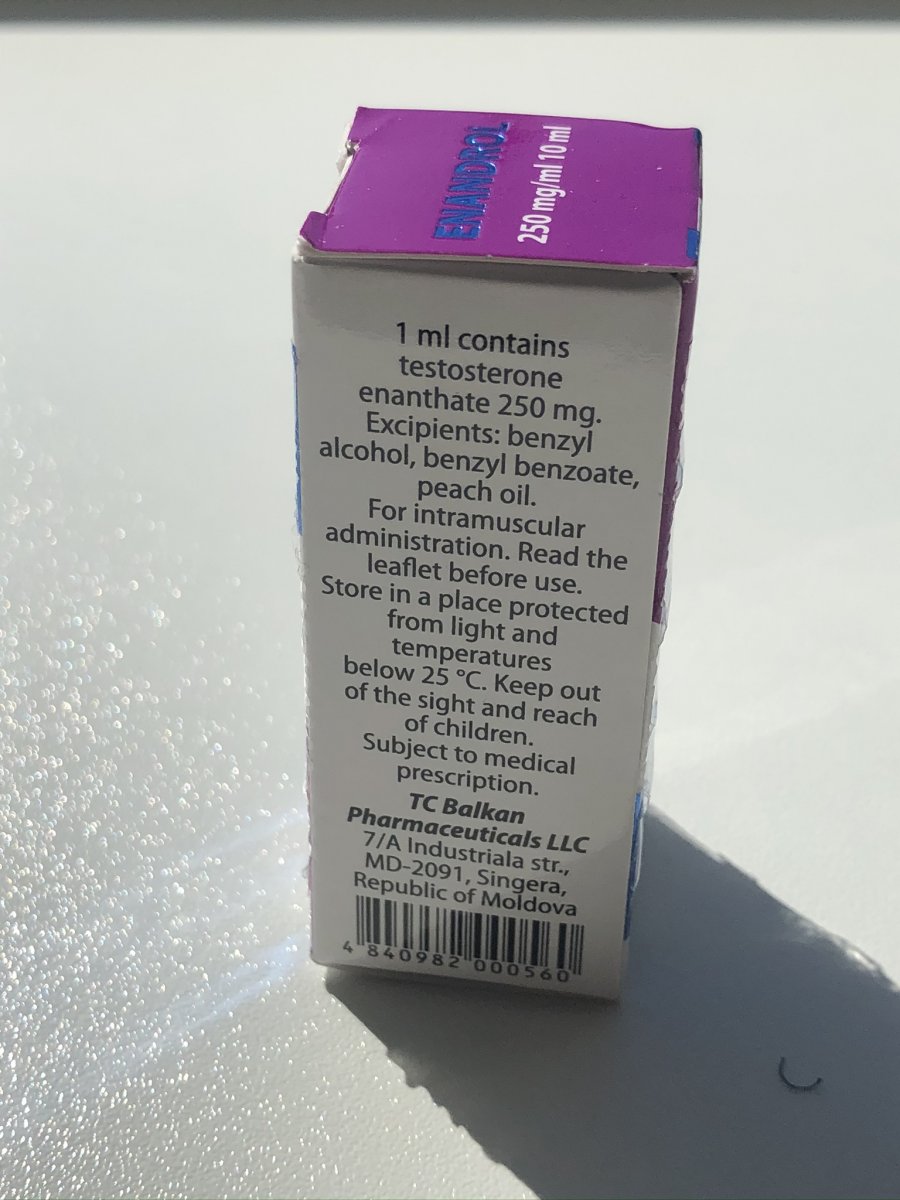 ENANDROL
250 mg/ml 10 ml
1 ml contains
testosterone
enanthate 250 mg.
Excipients: benzyl
alcohol, benzyl benzoate,
peach oil.
For intramuscular
administration. Read the
leaflet before use.
Store in a place protected
from light and
temperatures
below 25 °C. Keep out
of the sight and reach
of children.
Subject to medical
prescription.
TC Balkan
Pharmaceuticals LLC
7/A Industriala str.,
MD-2091, Singera,
Republic of Moldova
4 840982 000560